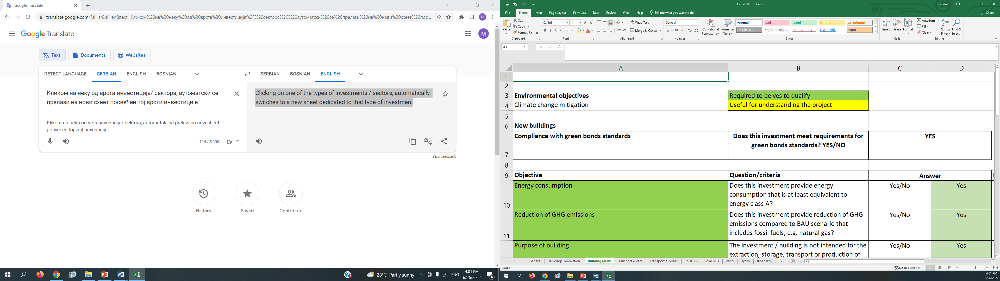 Google Translate
translate.google.com/?sl=sr&tl=en&text=Кликом%20на%20неку%20од%20врста%20инвестиција%2F%20сектора%2C%20аутоматски%20се%20прелази%20на%20нови%20схеет%20пос...
M
Google Translate
M
Text
Documents
Websites
DETECT LANGUAGE SERBIAN ENGLISH BOSNIAN
SERBIAN BOSNIAN ENGLISH
Кликом на неку од врста инвестиција/ сектора, аутоматски се
прелази на нови схеет посвећен тој врсти инвестиције
Klikom na neku od vrsta investicija/ sektora, automatski se prelazi na novi sheet
posvećen toj vrsti investicije
114 / 5,000
Clicking on one of the types of investments / sectors, automatically
switches to a new sheet dedicated to that type of investment
Send feedback
History
Saved
Contribute
28°C Partly sunny
ENG
4:01 PM
6/26/2022
4
Tool v0-9-1 - Excel
miodrag
File Home Insert Page Layout Formulas Data Review View Help Tell me what you want to do
Share
Paste
Cut
Copy
Format Painter
Clipboard
Calibri 11
B I U
Font
Wrap Text
Merge & Center
Alignment
General
$ % ,
Number
Conditional
Formatting
Format as
Table
Normal Bad Good Neutral Calculation
Check Cell Explanatory ... Followed Hy... Hyperlink Input
Styles
Insert Delete Format
Cells
AutoSum
Fill
Clear
Sort &
Filter
Find &
Select
Editing
A1
fx
A B C D
1
2
3 Environmental objectives Required to be yes to qualify
4 Climate change mitigation Useful for understanding the project
5
6 New buildings
7 Compliance with green bonds standards
Does this investment meet requirements for
green bonds standards? YES/NO
YES
8
9 Objective Question/criteria Answer
10 Energy consumption
Does this investment provide energy
consumption that is at least equivalent to
energy class A?
Yes/No Yes
11 Reduction of GHG emissions
Does this investment provide reduction of GHG
emissions compared to BAU scenario that
includes fossil fuels, e.g. natural gas?
Yes/No Yes
Purpose of building
The investment / building is not intended for the
extraction, storage, transport or production of
Yes/No Yes
General Buildings-renovation Buildings-new Transport e-cars Transport e-buses Solar PV Solar WH Wind Hydro Bioenergy G ...
Ready
Display Settings
184%
4:01 PM
6/26/2022